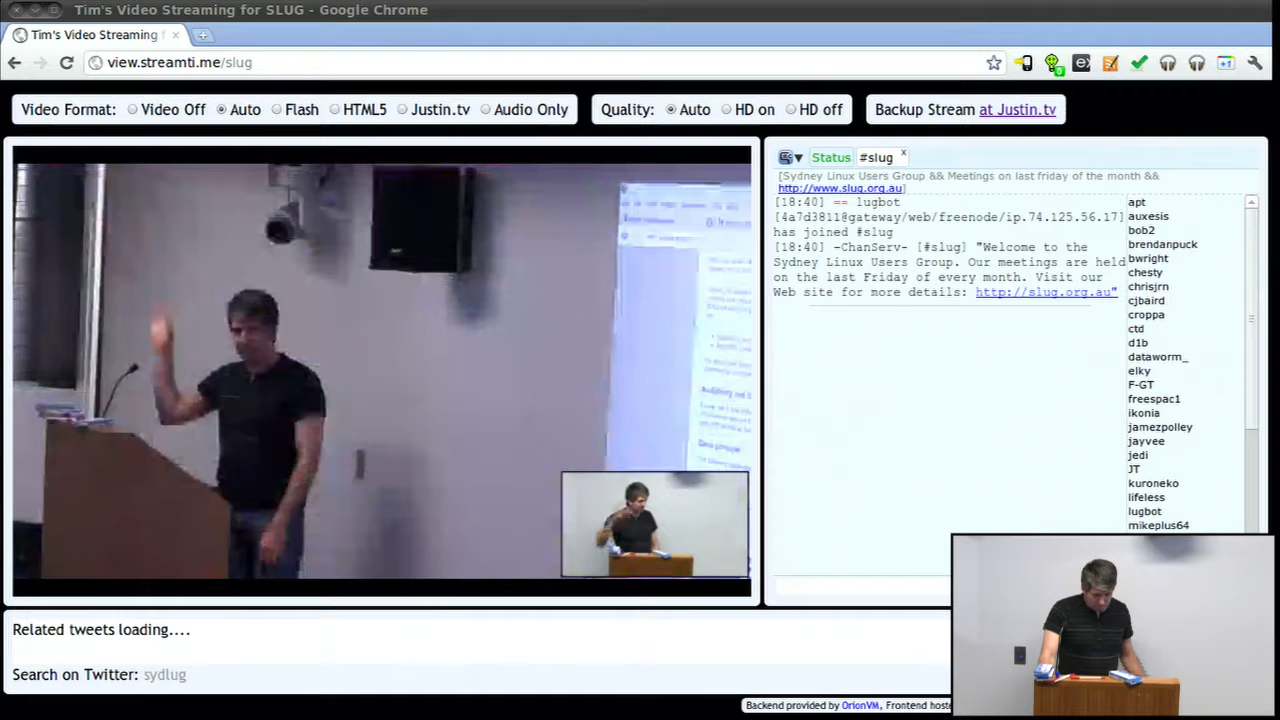 Tim's Video Streaming for SLUG - Google Chrome
Tim's Video Streaming f
view.streamti.me/slug
Video Format: Video Off Auto Flash HTML5 Justin.tv Audio Only
Quality: Auto HD on HD off
Backup Stream at Justin.tv
Status #slug x
[Sydney Linux Users Group && Meetings on last friday of the month &&
http://www.slug.org.au]
[18:40] == lugbot
[4a7d3811@gateway/web/freenode/ip.74.125.56.17]
has joined #slug
[18:40] -ChanServ- [#slug] "Welcome to the
Sydney Linux Users Group. Our meetings are held
on the last Friday of every month. Visit our
Web site for more details: http://slug.org.au"
apt
auxesis
bob2
brendanpuck
bwright
chesty
chrisjrn
cjbaird
croppa
ctd
d1b
dataworm_
elky
F-GT
freespac1
ikonia
jamezpolley
jayvee
jedi
JT
kuroneko
lifeless
lugbot
mikeplus64
Related tweets loading....
Search on Twitter: sydlug
Backend provided by OrionVM, Frontend hoste